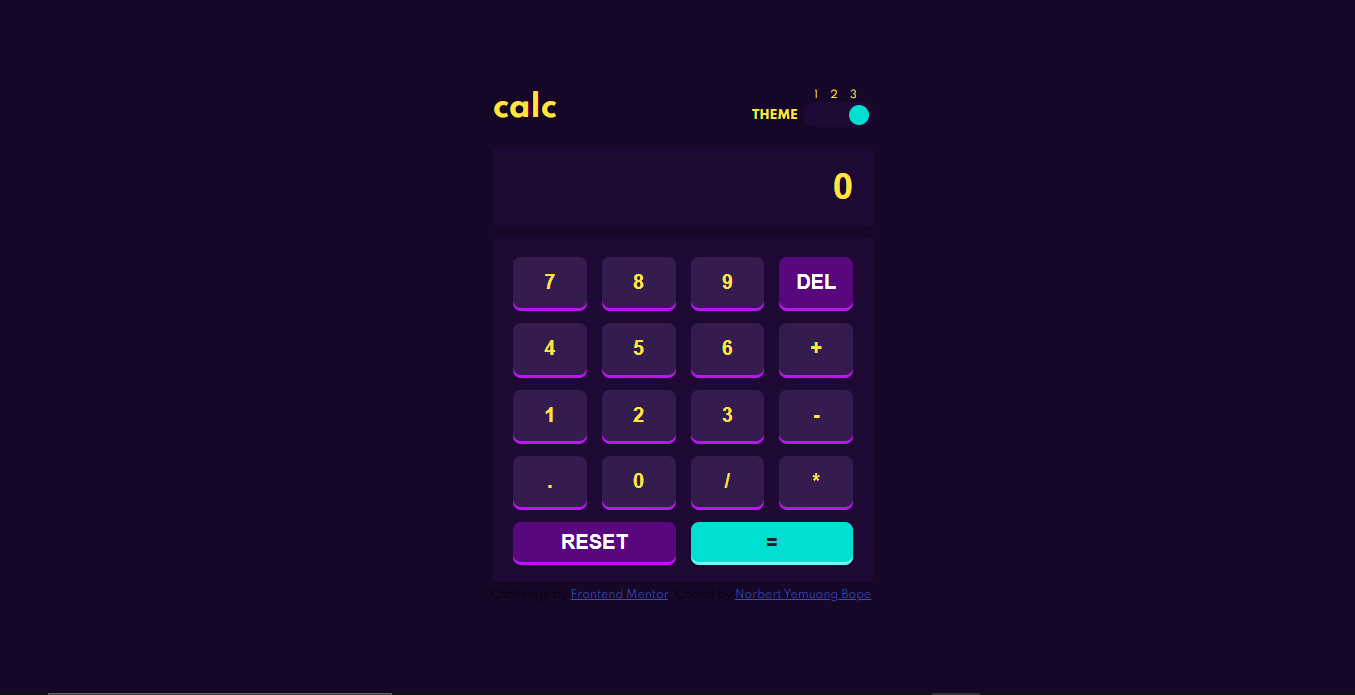 calc
1 2 3
THEME
0
7 8 9 DEL
4 5 6 +
1 2 3 -
. 0 / *
RESET =
Challenge by Frontend Mentor. Coded by Norbert Yemuang Bope